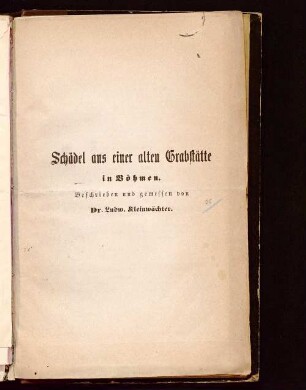 Schädel aus einer alten Grabstätte
in Böhmen.
Beschrieben und gemessen von
Dr. Ludw. Kleinwächter.